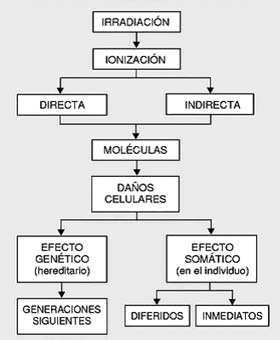 IRRADIACIÓN
IONIZACIÓN
DIRECTA
INDIRECTA
MOLÉCULAS
DAÑOS
CELULARES
EFECTO
GENÉTICO
(hereditario)
EFECTO
SOMÁTICO
(en el individuo)
GENERACIONES
SIGUIENTES
DIFERIDOS
INMEDIATOS